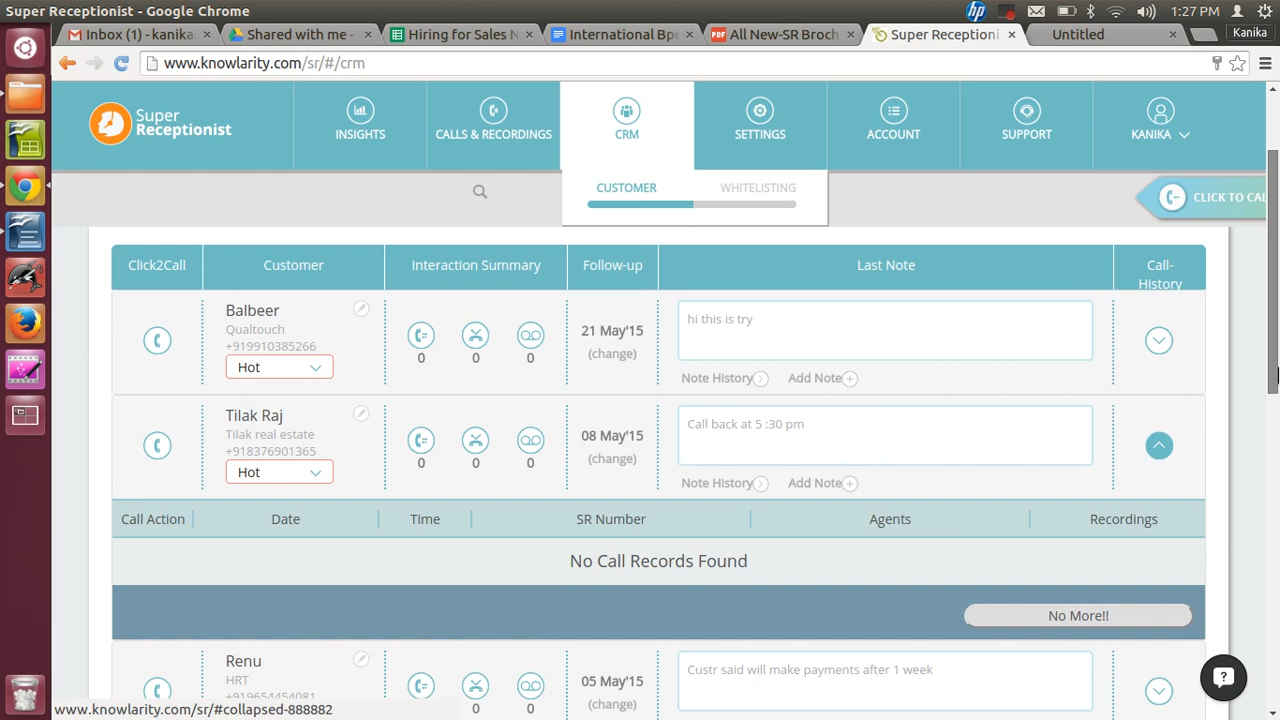 Super Receptionist - Google Chrome
1:27 PM
Inbox (1) - kanika.
Shared with me -
Hiring for Sales N
International Bpo
PDF
All New-SR Broch
Super Receptioni
Untitled
Kanika
www.knowlarity.com/sr/#/crm
Super
Receptionist
INSIGHTS
CALLS & RECORDINGS
CRM
SETTINGS
ACCOUNT
SUPPORT
KANIKA
CUSTOMER
WHITELISTING
CLICK TO CAL
Click2Call
Customer
Interaction Summary
Follow-up
Last Note
Call-
History
Balbeer
Qualtouch
+919910385266
Hot
0
0
0
21 May'15
(change)
hi this is try
Note History
Add Note
Tilak Raj
Tilak real estate
+918376901365
Hot
0
0
0
08 May'15
(change)
Call back at 5 :30 pm
Note History
Add Note
Call Action
Date
Time
SR Number
Agents
Recordings
No Call Records Found
No More!!
Renu
HRT
+919654454081
0
0
0
05 May'15
(change)
Custr said will make payments after 1 week
www.knowlarity.com/sr/#collapsed-888882